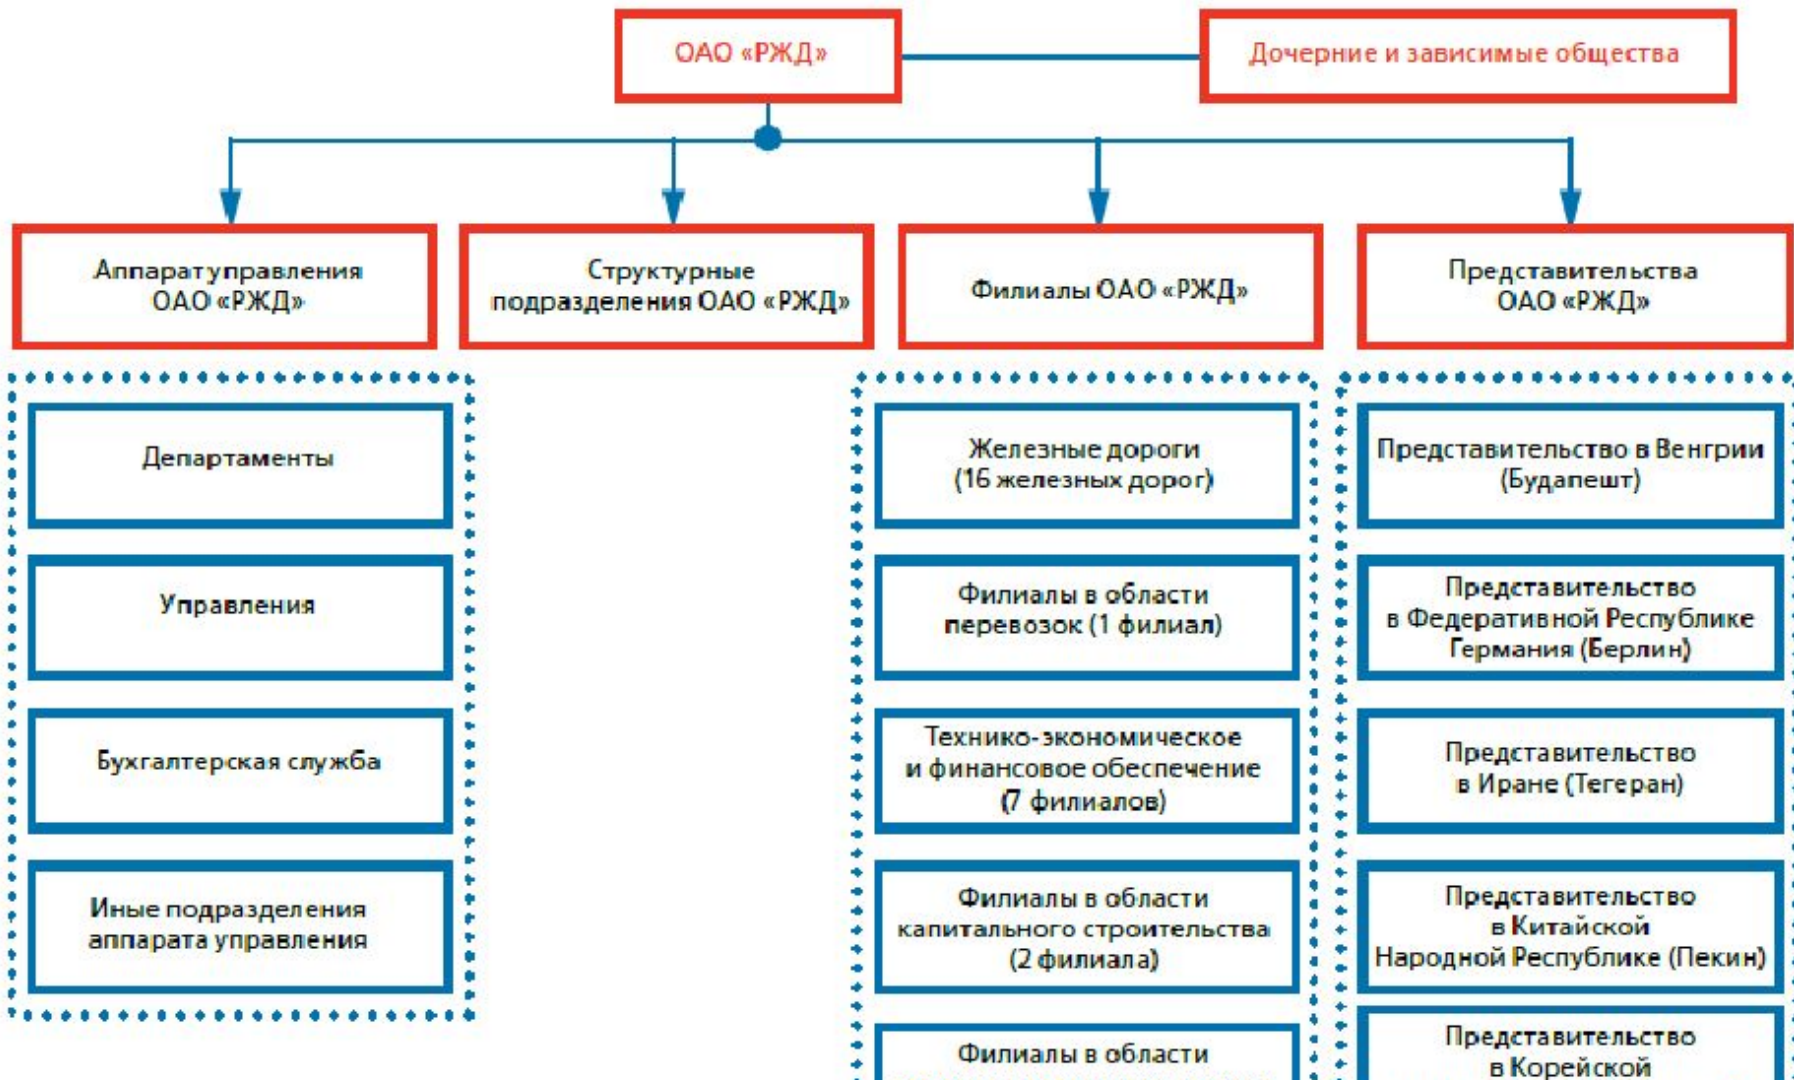 ОАО «РЖД»
Дочерние и зависимые общества
Аппарат управления
ОАО «РЖД»
Структурные
подразделения ОАО «РЖД»
Филиалы ОАО «РЖД»
Представительства
ОАО «РЖД»
Департаменты
Управления
Бухгалтерская служба
Иные подразделения
аппарата управления
Железные дороги
(16 железных дорог)
Филиалы в области
перевозок (1 филиал)
Технико-экономическое
и финансовое обеспечение
(7 филиалов)
Филиалы в области
капитального строительства
(2 филиала)
Филиалы в области
Представительство в Венгрии
(Будапешт)
Представительство
в Федеративной Республике
Германия (Берлин)
Представительство
в Иране (Тегеран)
Представительство
в Китайской
Народной Республике (Пекин)
Представительство
в Корейской